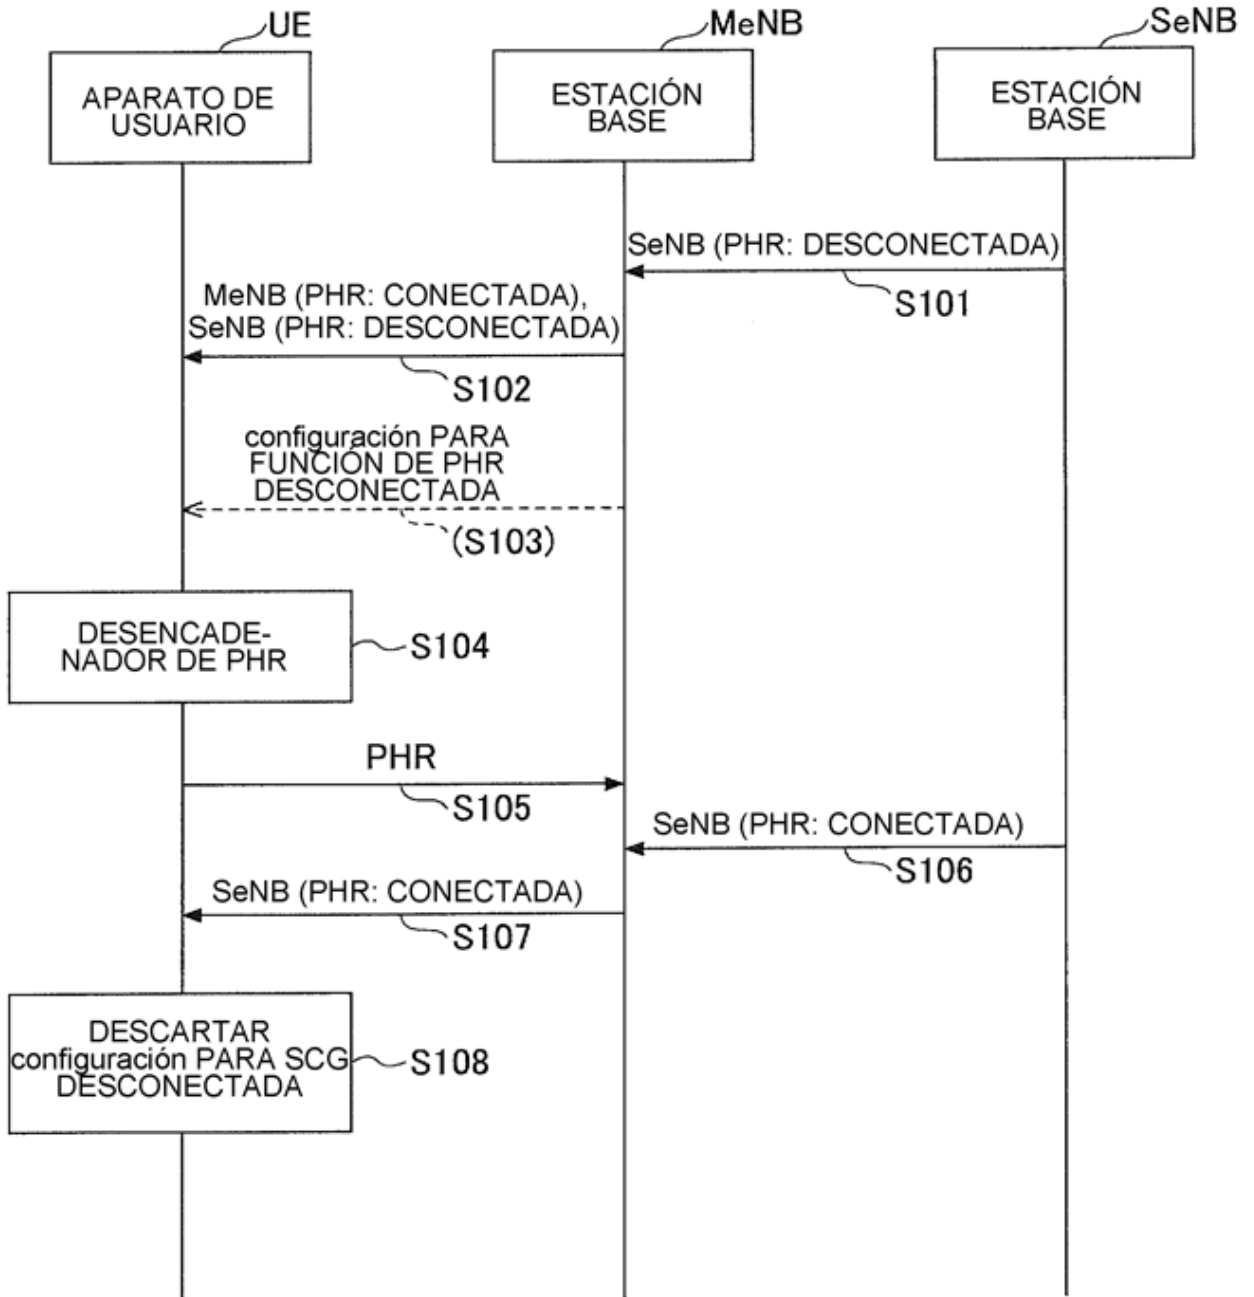 UE
MeNB
SeNB
APARATO DE
USUARIO
ESTACIÓN
BASE
ESTACIÓN
BASE
SeNB (PHR: DESCONECTADA)
S101
MeNB (PHR: CONECTADA),
SeNB (PHR: DESCONECTADA)
S102
configuración PARA
FUNCIÓN DE PHR
DESCONECTADA
(S103)
DESENCADE-
NADOR DE PHR
S104
PHR
S105
SeNB (PHR: CONECTADA)
S106
SeNB (PHR: CONECTADA)
S107
DESCARTAR
configuración PARA SCG
DESCONECTADA
S108